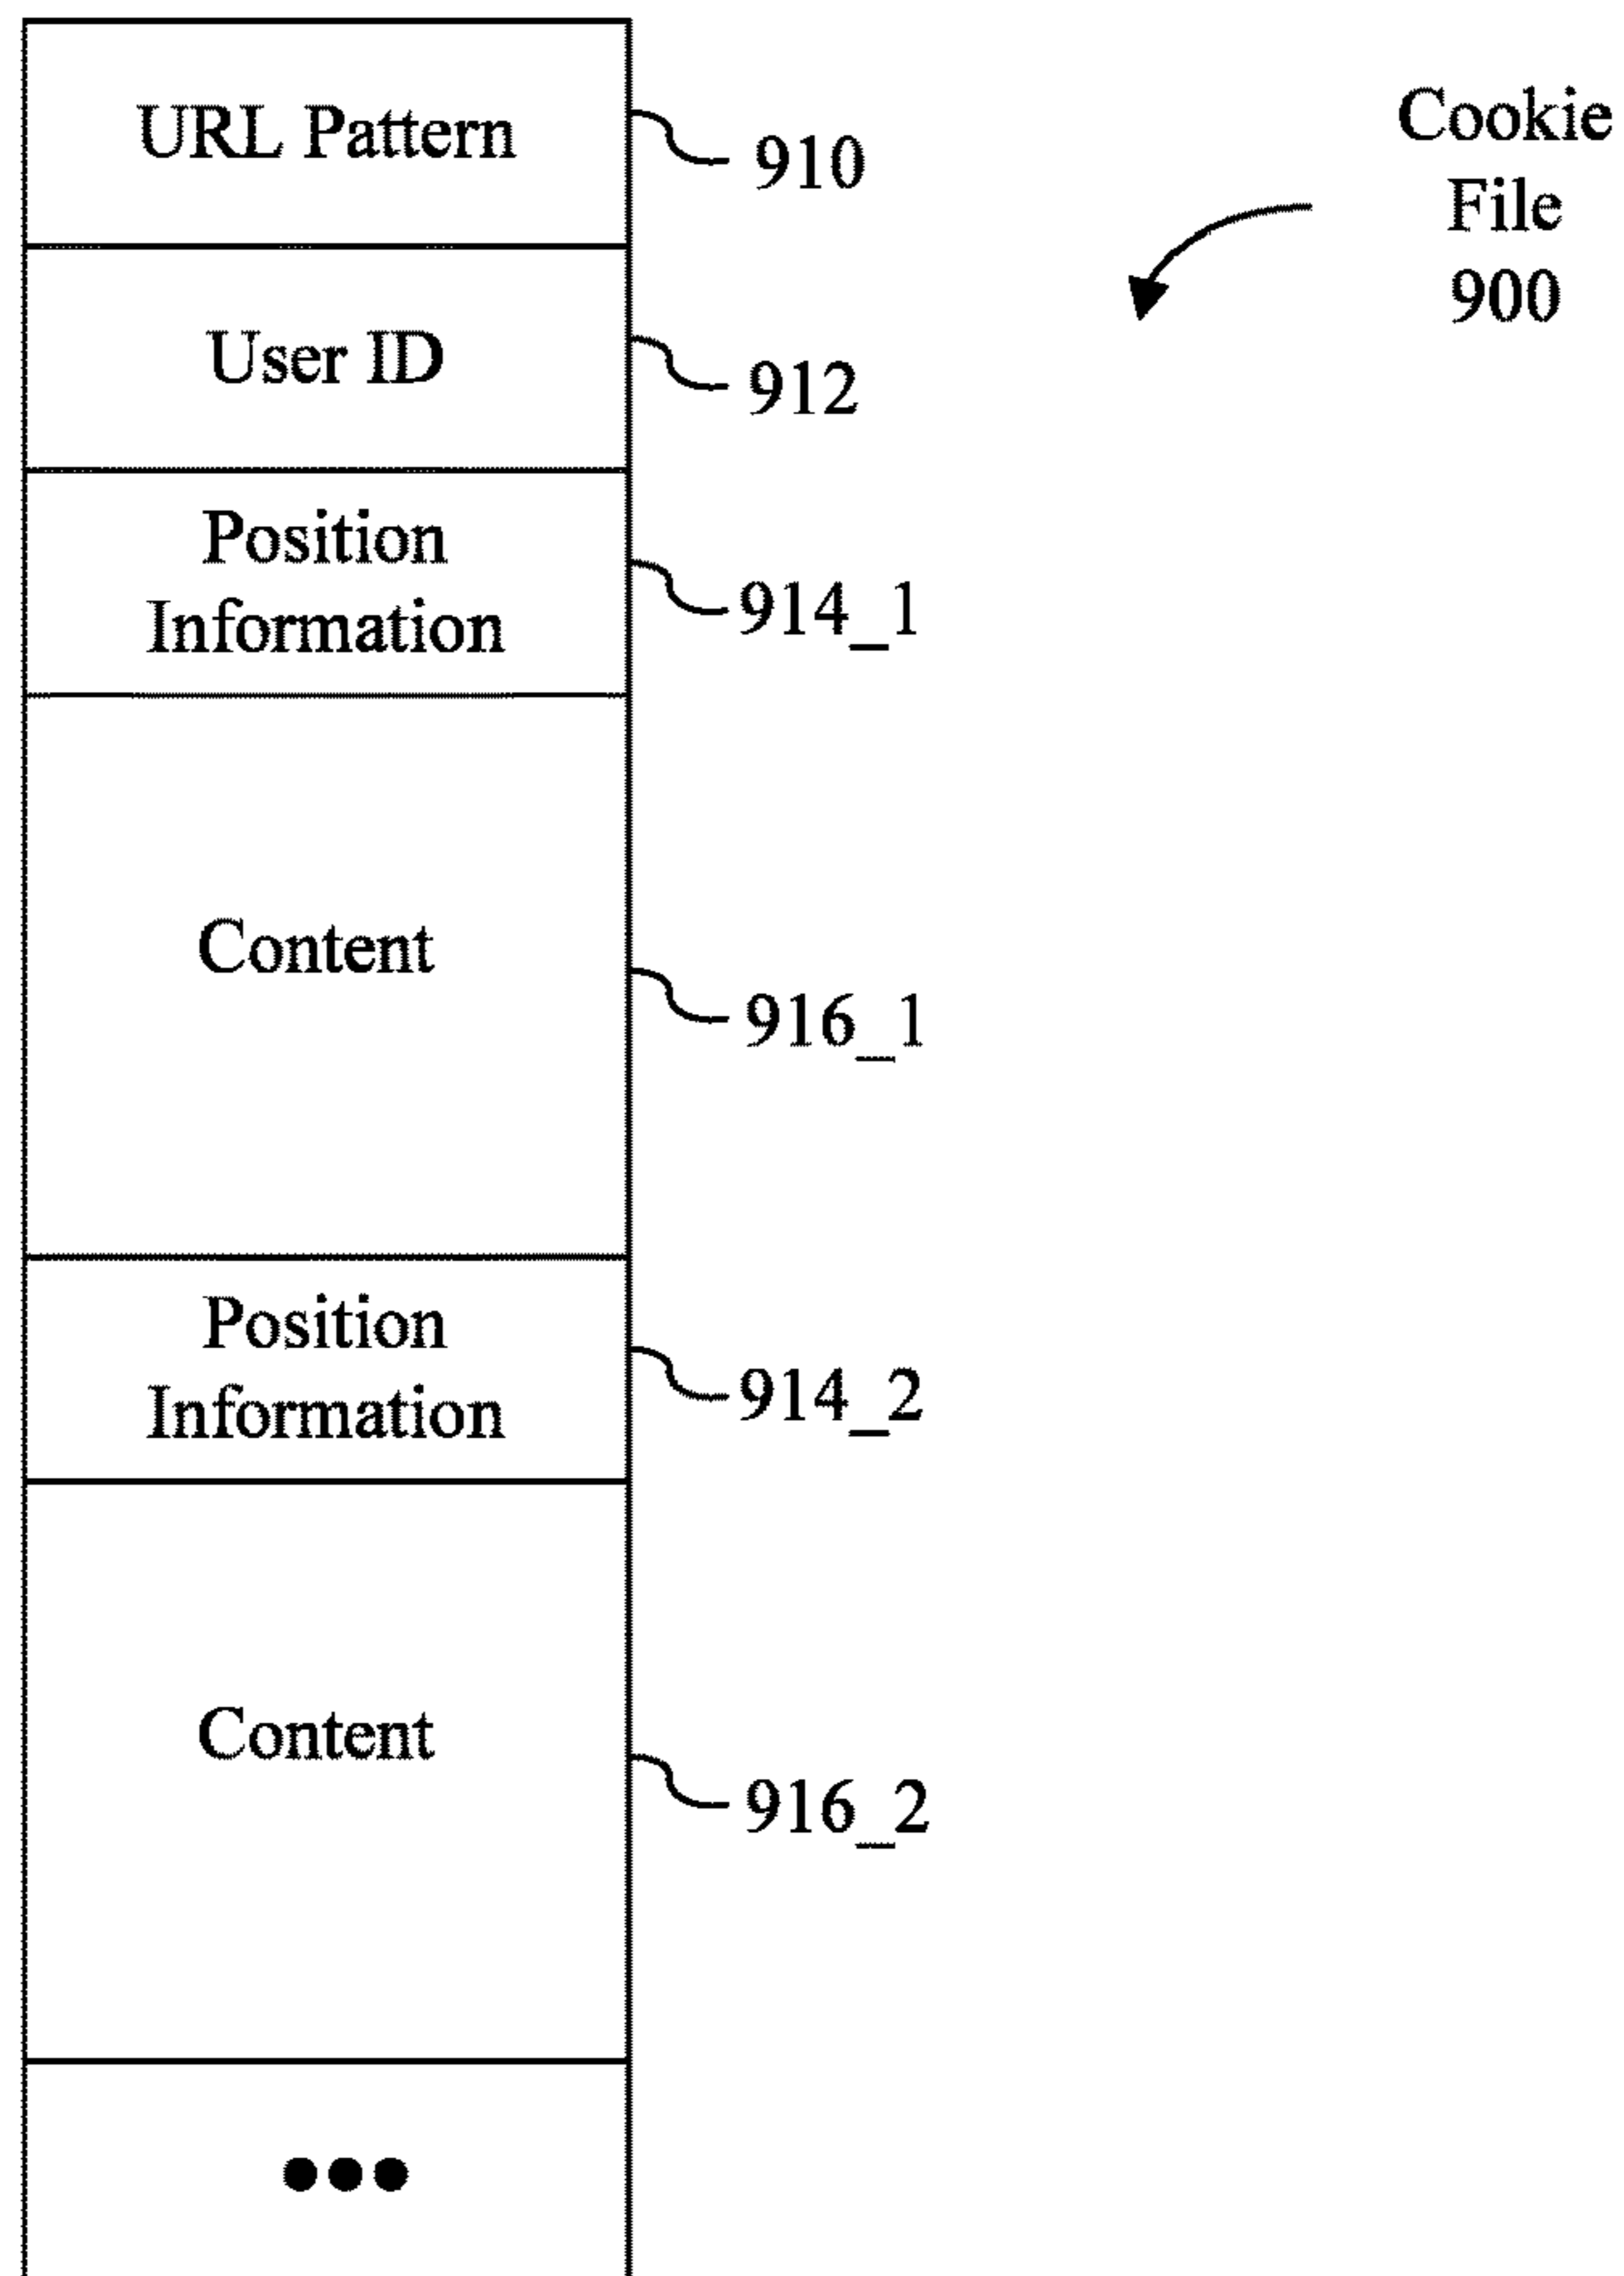 URL Pattern
910
Cookie
File
900
User ID
912
Position
Information
914_1
Content
916_1
Position
Information
914_2
Content
916_2